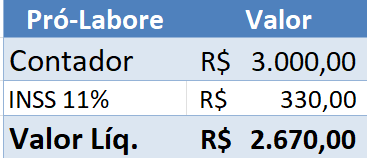 Pró-Labore Valor
Contador R$ 3.000,00
INSS 11% R$ 330,00
Valor Líq. R$ 2.670,00